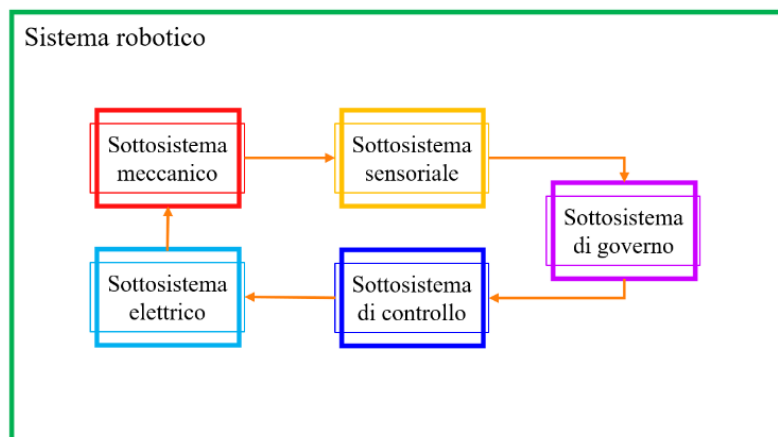 Sistema robotico
Sottosistema
meccanico
Sottosistema
sensoriale
Sottosistema
di governo
Sottosistema
elettrico
Sottosistema
di controllo